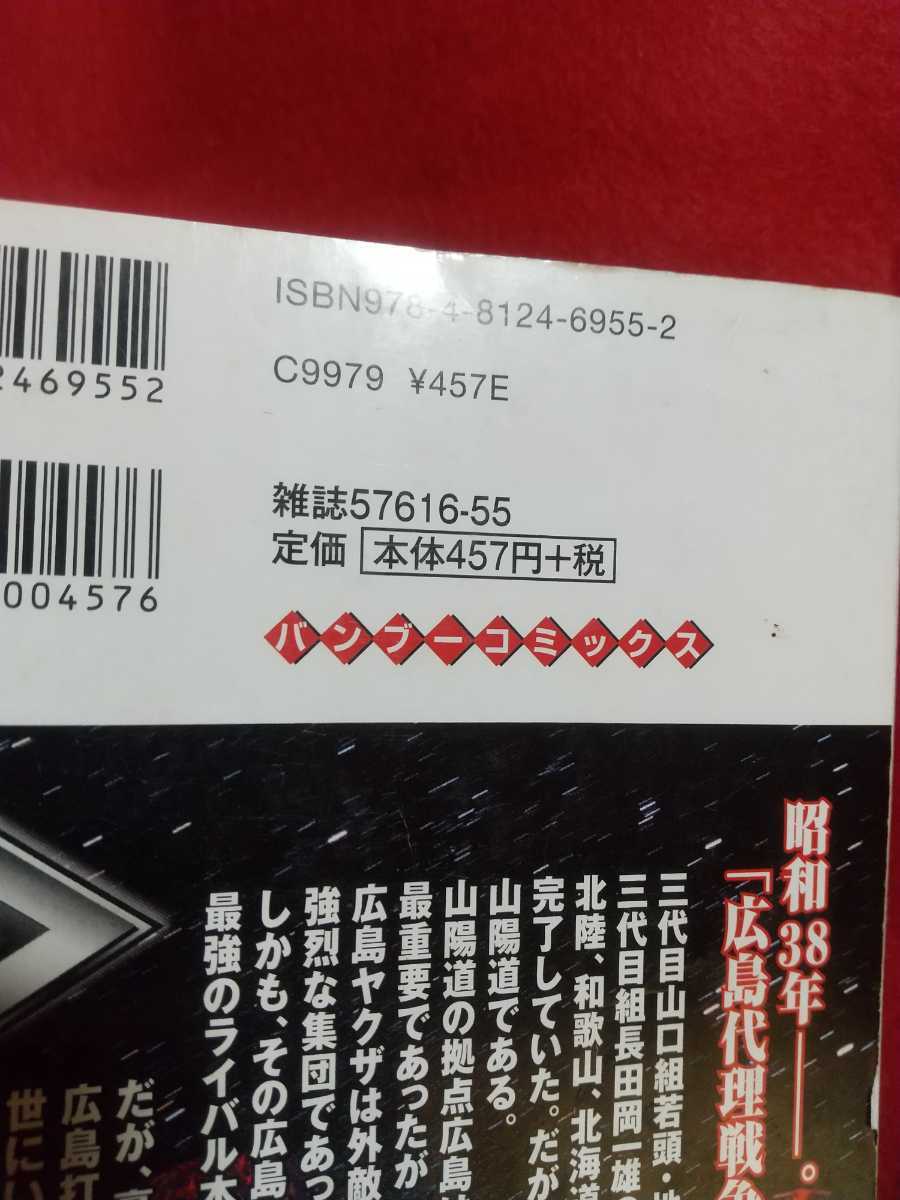 ISBN978-4-8124-6955-2
2469552
C9979 ¥457E
雑誌57616-55
004576
定価 本体457円+税
バンブーコミックス
昭和38年――。
「広島代理戦争
三代目山口組若頭・地
三代目組長田岡一雄の
北陸、和歌山、北海道
完了していた。だが
山陽道である。
山陽道の拠点広島は
最重要であったが
広島ヤクザは外敵
強烈な集団であっ
しかも、その広島
最強のライバル本
だが、
広島打
世にい